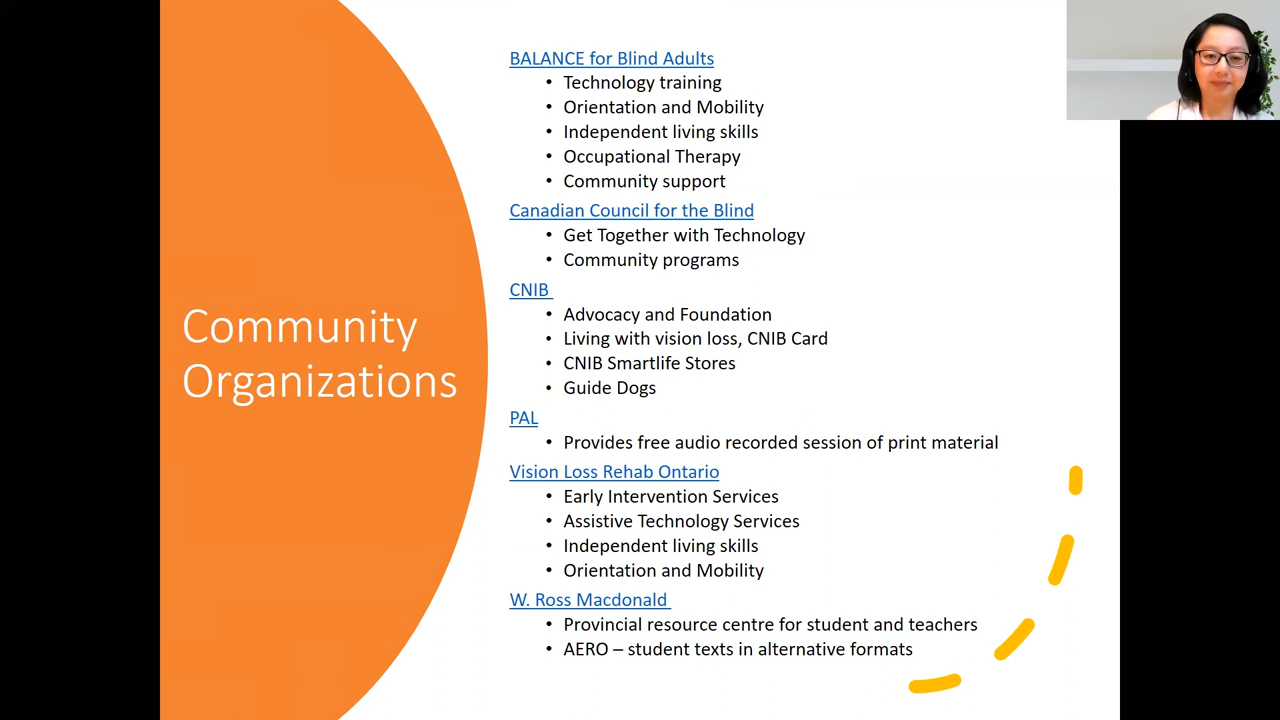 Community
Organizations
BALANCE for Blind Adults
• Technology training
• Orientation and Mobility
• Independent living skills
• Occupational Therapy
• Community support
Canadian Council for the Blind
• Get Together with Technology
• Community programs
CNIB
• Advocacy and Foundation
• Living with vision loss, CNIB Card
• CNIB Smartlife Stores
• Guide Dogs
PAL
• Provides free audio recorded session of print material
Vision Loss Rehab Ontario
• Early Intervention Services
• Assistive Technology Services
• Independent living skills
• Orientation and Mobility
W. Ross Macdonald
• Provincial resource centre for student and teachers
• AERO – student texts in alternative formats